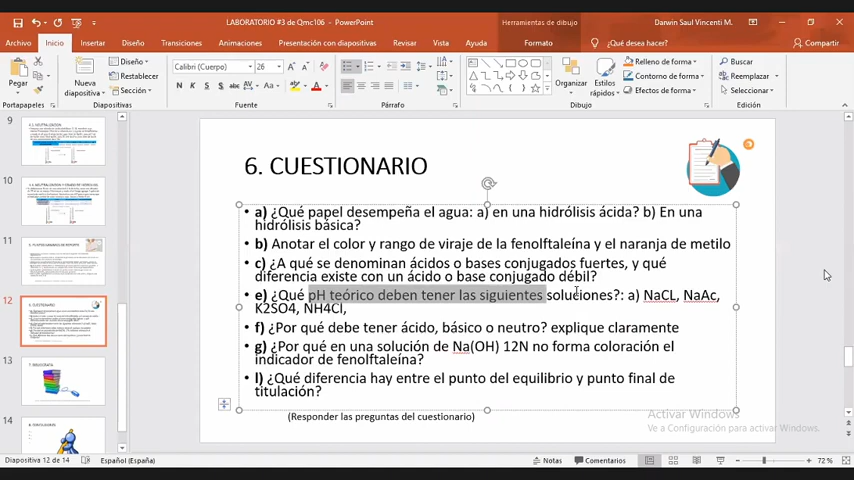 LABORATORIO #3 de Qmc106 - PowerPoint
Herramientas de dibujo
Darwin Saul Vincenti M.
Archivo Inicio Insertar Diseño Transiciones Animaciones Presentación con diapositivas Revisar Vista Ayuda Formato ¿Qué desea hacer? Compartir
Pegar
Nueva diapositiva
Diseño
Restablecer
Sección
Calibri (Cuerpo) 26
N K S S abc AV Aa A
Organizar
Estilos rápidos
Relleno de forma
Contorno de forma
Efectos de forma
Buscar
Reemplazar
Seleccionar
Portapapeles Diapositivas Fuente Párrafo Dibujo Edición
9
10
11
12
13
14
6. CUESTIONARIO
• a) ¿Qué papel desempeña el agua: a) en una hidrólisis ácida? b) En una
hidrólisis básica?
• b) Anotar el color y rango de viraje de la fenolftaleína y el naranja de metilo
• c) ¿A qué se denominan ácidos o bases conjugados fuertes, y qué
diferencia existe con un ácido o base conjugado débil?
• e) ¿Qué pH teórico deben tener las siguientes soluciones?: a) NaCL, NaAc,
K2SO4, NH4Cl,
• f) ¿Por qué debe tener ácido, básico o neutro? explique claramente
• g) ¿Por qué en una solución de Na(OH) 12N no forma coloración el
indicador de fenolftaleína?
• l) ¿Qué diferencia hay entre el punto del equilibrio y punto final de
titulación?
(Responder las preguntas del cuestionario)
Activar Windows
Ve a Configuración para activar Windows.
Diapositiva 12 de 14 Español (España) Notas Comentarios 72 %